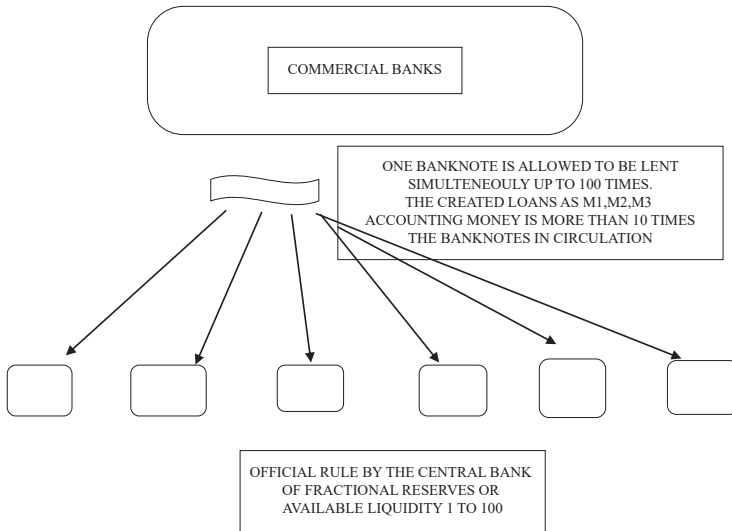 COMMERCIAL BANKS
ONE BANKNOTE IS ALLOWED TO BE LENT
SIMULTENEOULY UP TO 100 TIMES.
THE CREATED LOANS AS M1,M2,M3
ACCOUNTING MONEY IS MORE THAN 10 TIMES
THE BANKNOTES IN CIRCULATION
OFFICIAL RULE BY THE CENTRAL BANK
OF FRACTIONAL RESERVES OR
AVAILABLE LIQUIDITY 1 TO 100